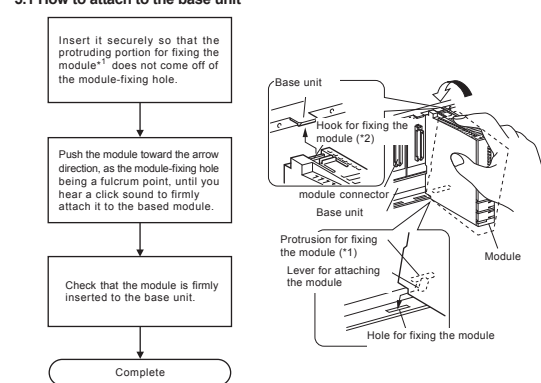 5.1 How to attach to the base unit
Insert it securely so that the
protruding portion for fixing the
module*1 does not come off of
the module-fixing hole.
Push the module toward the arrow
direction, as the module-fixing hole
being a fulcrum point, until you
hear a click sound to firmly
attach it to the based module.
Check that the module is firmly
inserted to the base unit.
Complete
Base unit
Hook for fixing the
module (*2)
module connector
Base unit
Protrusion for fixing
the module (*1)
Lever for attaching
the module
Module
Hole for fixing the module